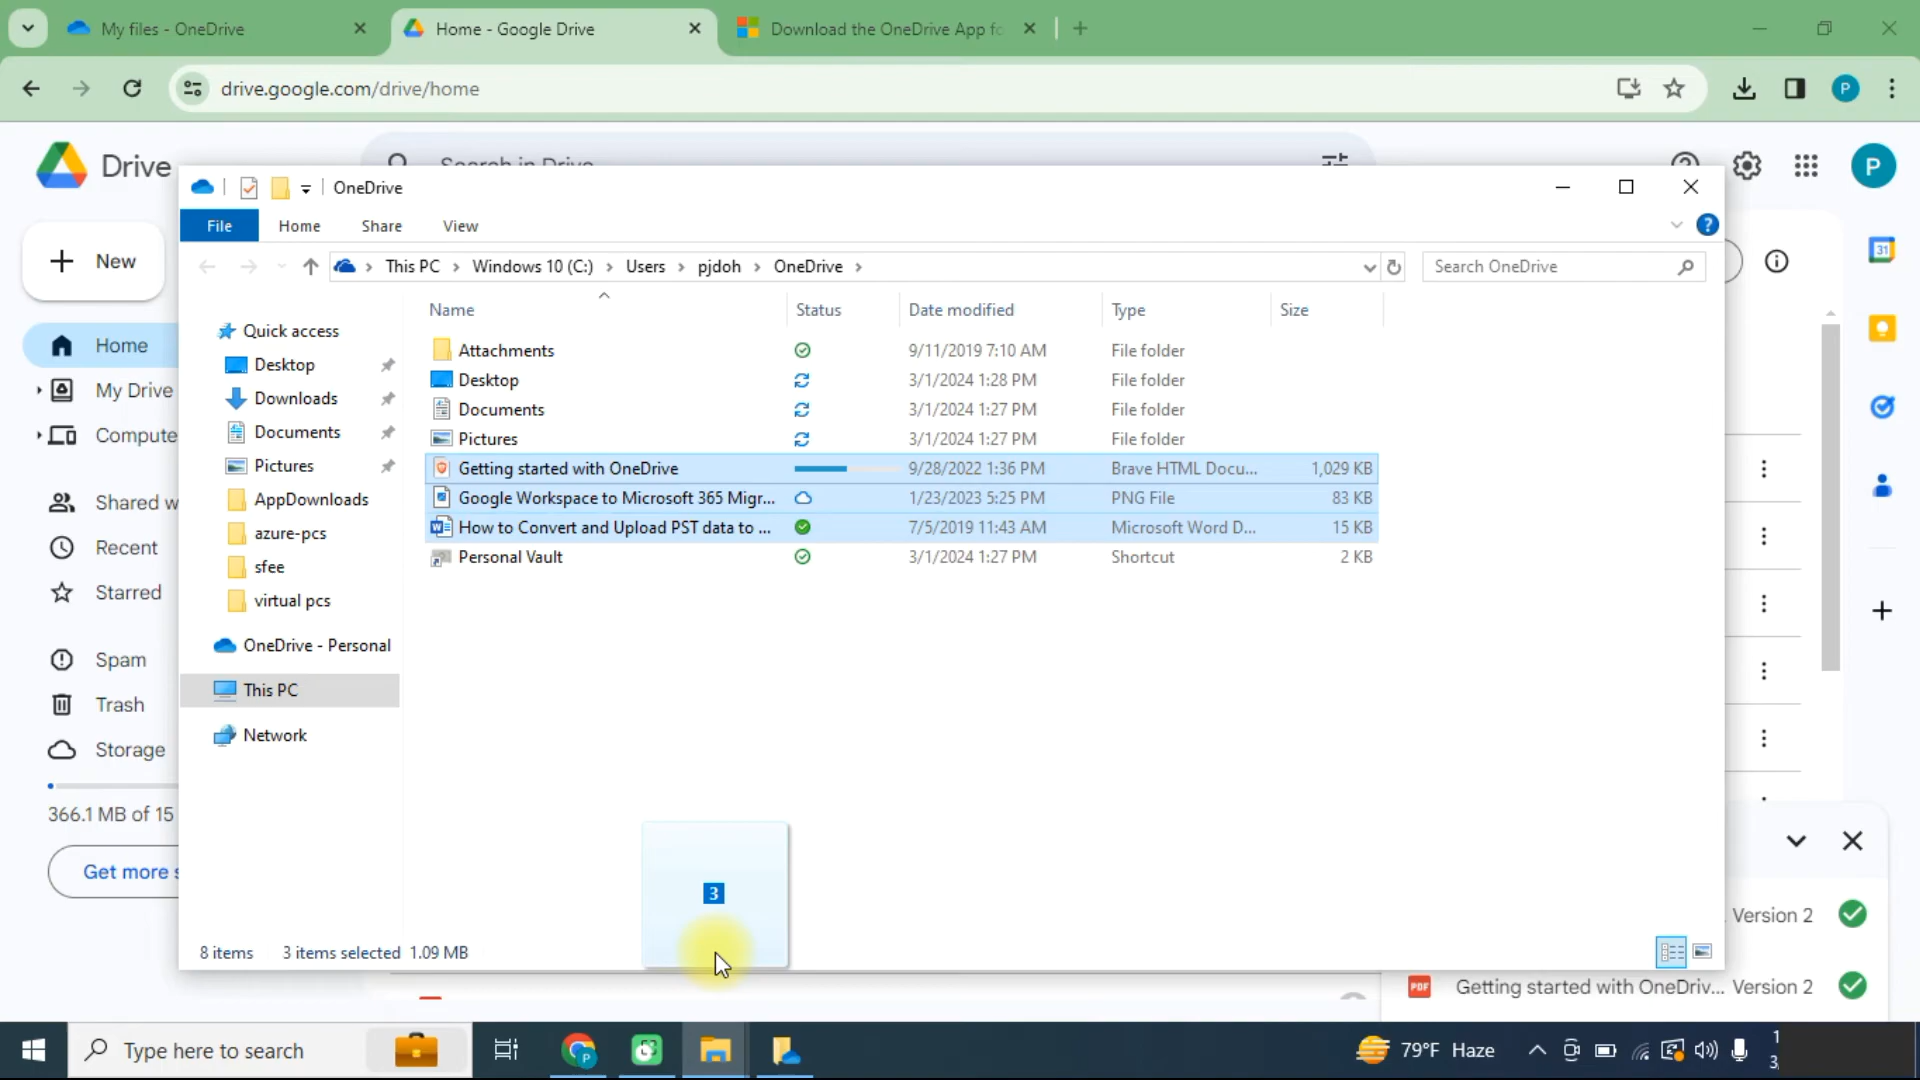 My files - OneDrive
Home - Google Drive
Download the OneDrive App fo
drive.google.com/drive/home
P
Drive
Search in Drive
P
OneDrive
File
Home
Share
View
?
New
This PC > Windows 10 (C:) > Users > pjdoh > OneDrive >
Search OneDrive
31
Name
Status
Date modified
Type
Size
Quick access
Home
Attachments 9/11/2019 7:10 AM File folder
Desktop
Desktop 3/1/2024 1:28 PM File folder
My Drive
Downloads
Documents 3/1/2024 1:27 PM File folder
Compute
Documents
Pictures 3/1/2024 1:27 PM File folder
Pictures
Getting started with OneDrive 9/28/2022 1:36 PM Brave HTML Docu... 1,029 KB
Shared w
AppDownloads
Google Workspace to Microsoft 365 Migr... 1/23/2023 5:25 PM PNG File 83 KB
azure-pcs
How to Convert and Upload PST data to ... 7/5/2019 11:43 AM Microsoft Word D... 15 KB
Recent
Personal Vault 3/1/2024 1:27 PM Shortcut 2 KB
sfee
Starred
virtual pcs
OneDrive - Personal
Spam
This PC
Trash
Network
Storage
366.1 MB of 15
Get more s
3
Version 2
8 items
3 items selected 1.09 MB
PDF
Getting started with OneDriv... Version 2
Type here to search
P
79°F Haze
1
3